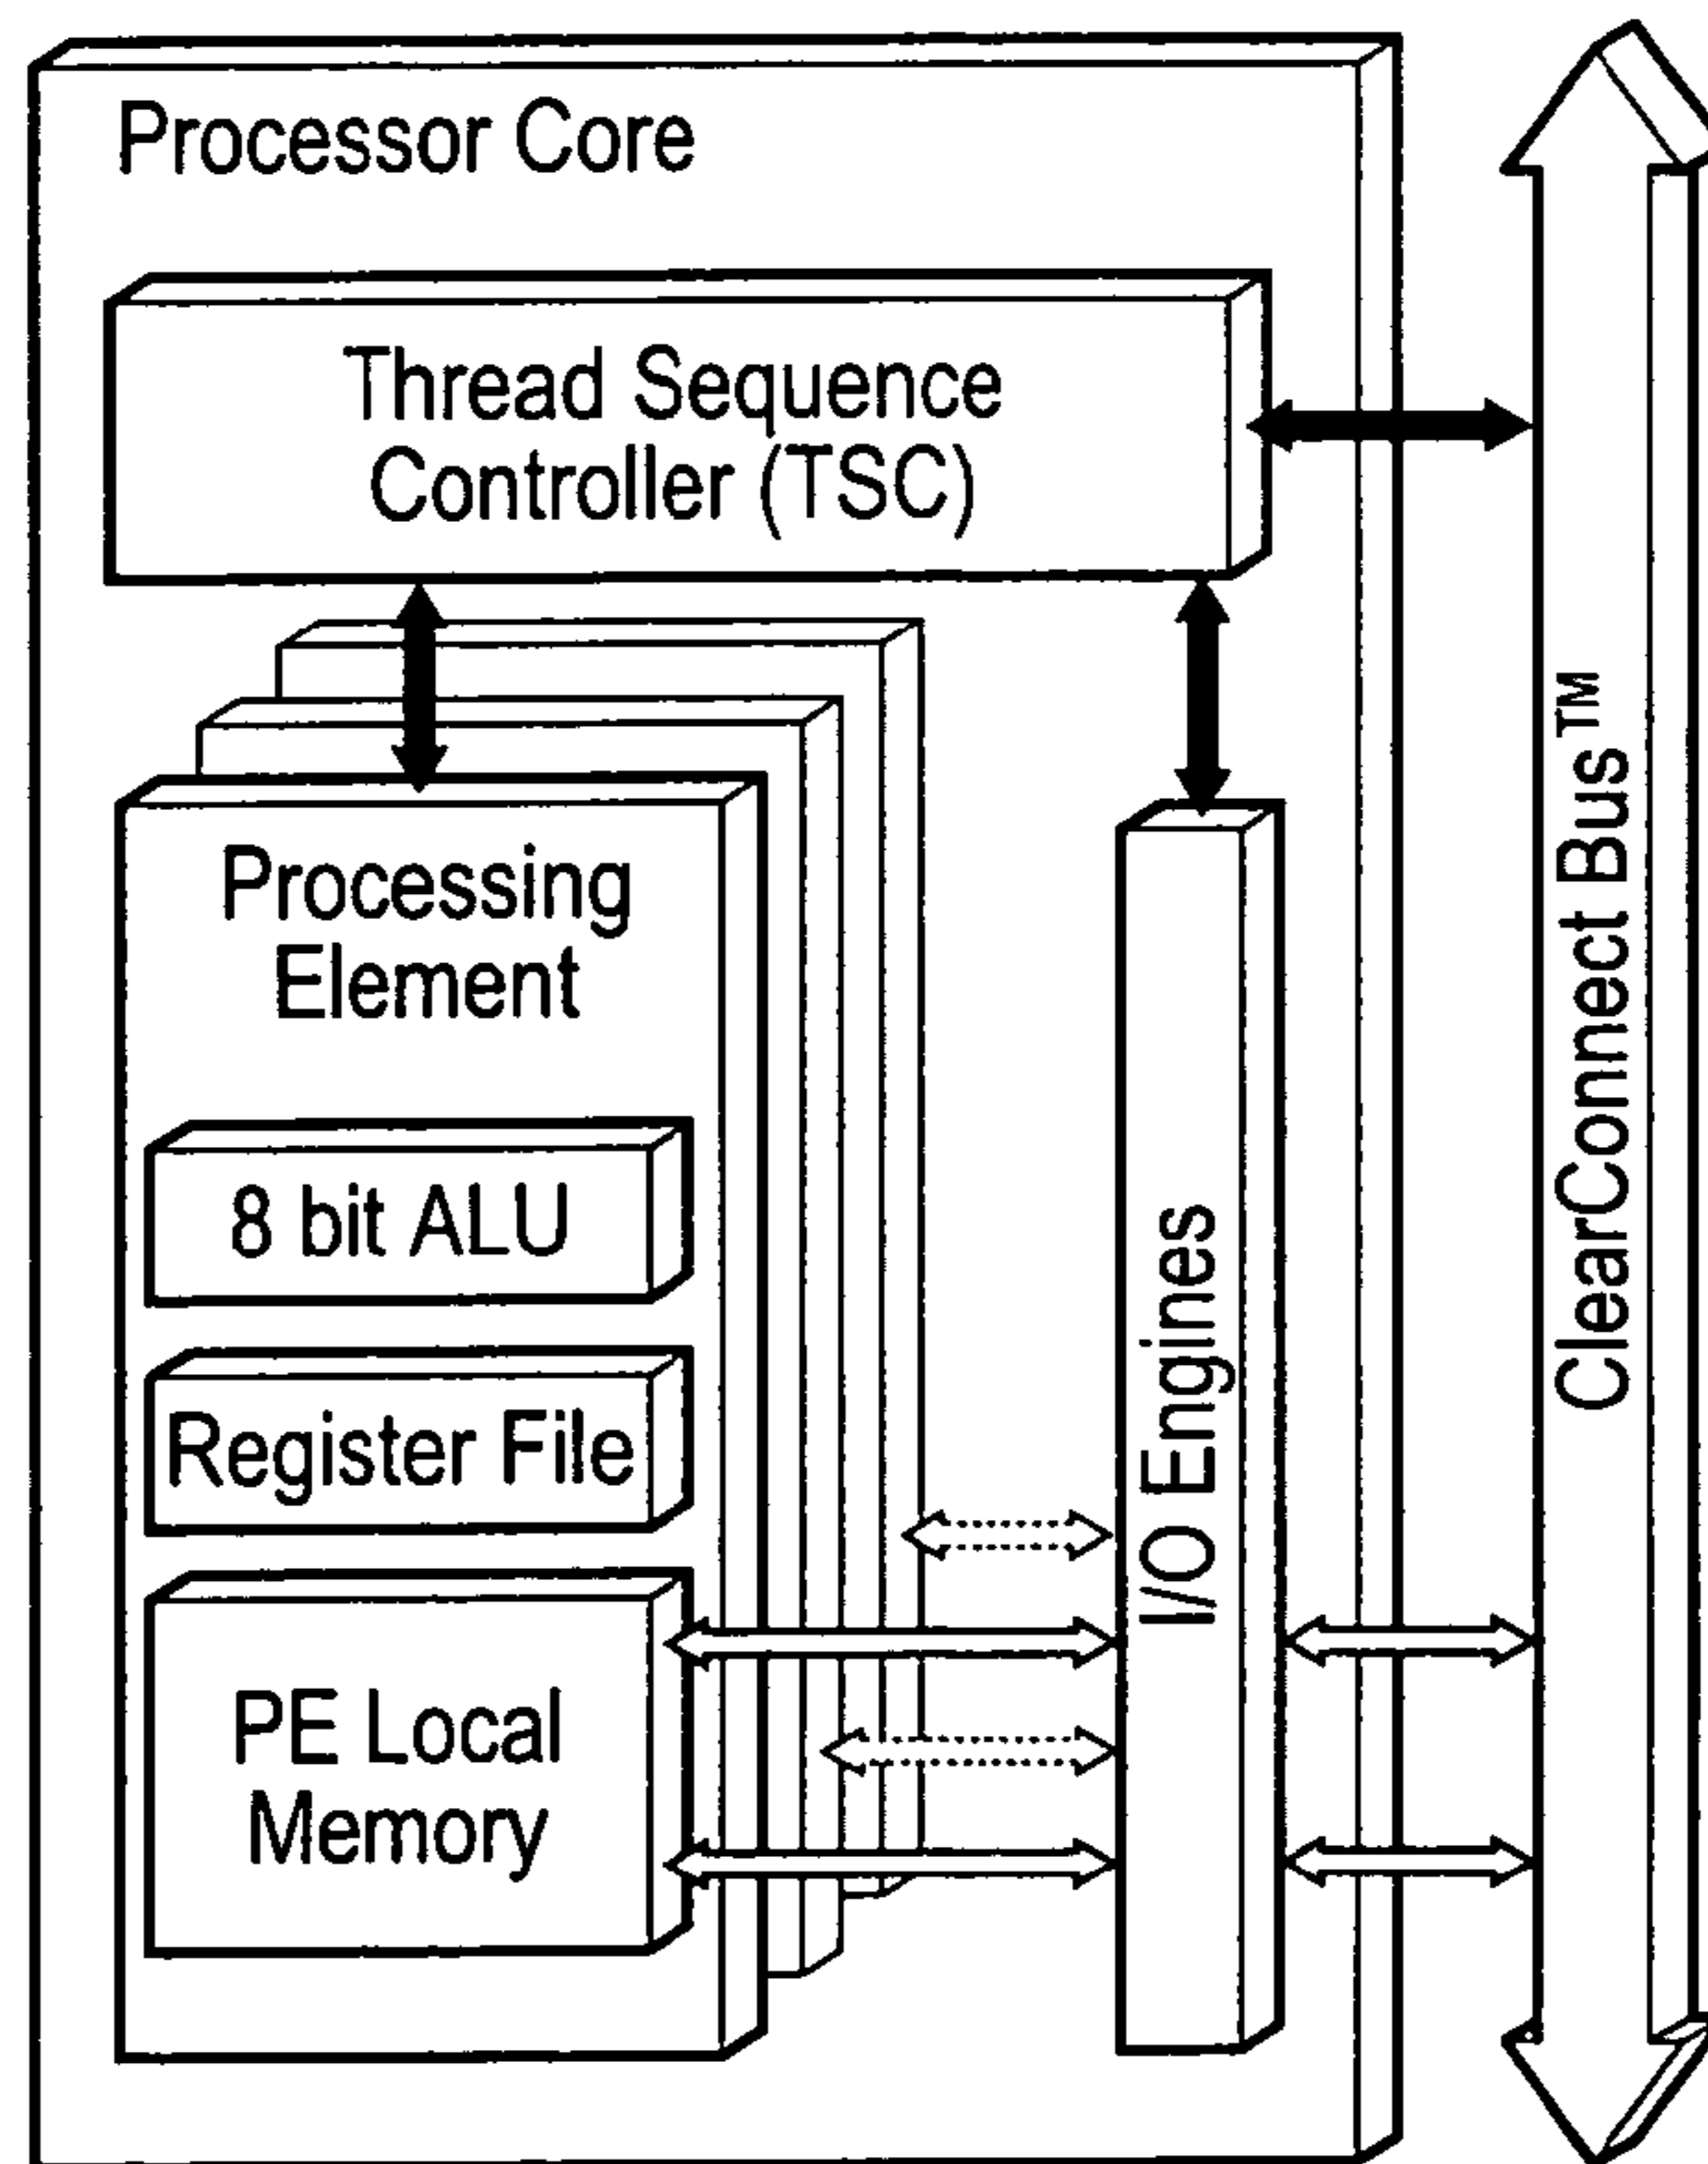 Processor Core
Thread Sequence
Controller (TSC)
Processing
Element
8 bit ALU
Register File
PE Local
Memory
I/O Engines
ClearConnect Bus™